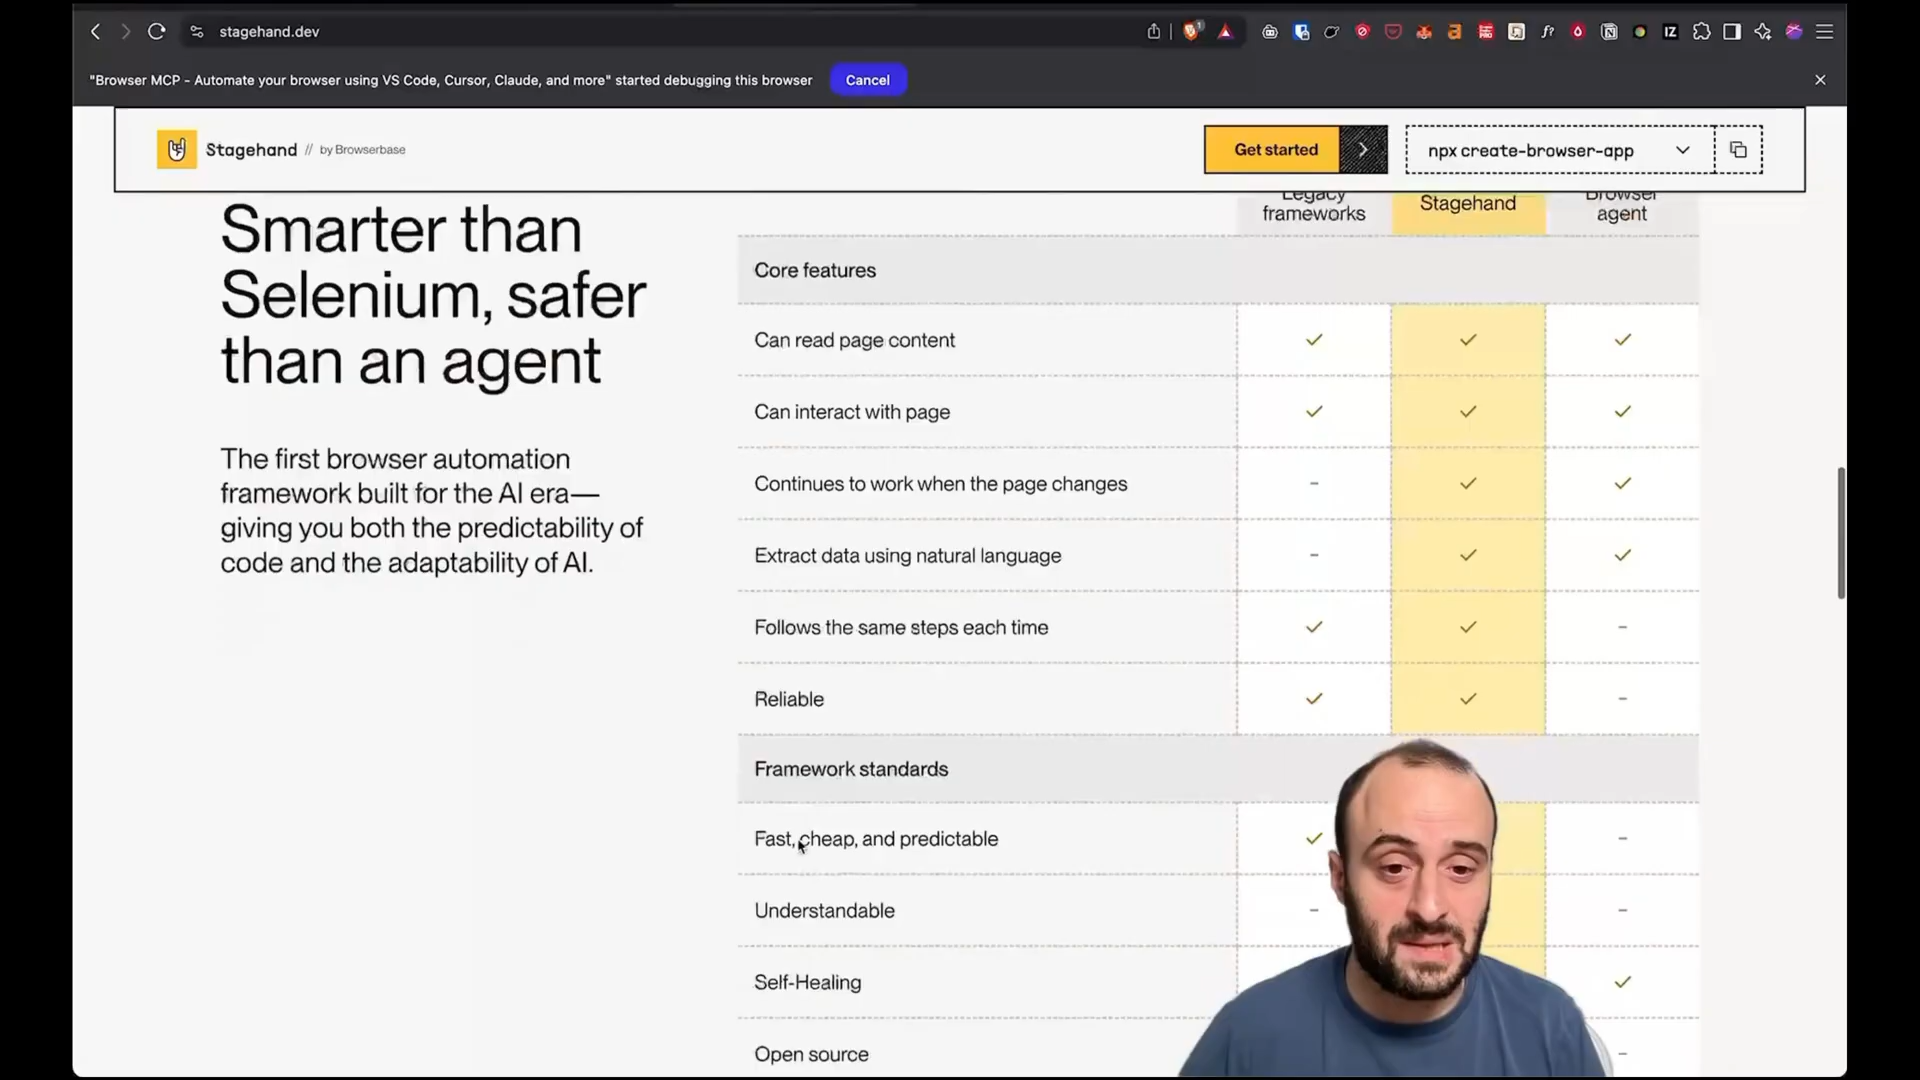 stagehand.dev
"Browser MCP - Automate your browser using VS Code, Cursor, Claude, and more" started debugging this browser
Cancel
Stagehand // by Browserbase
Get started
npx create-browser-app
Smarter than
Selenium, safer
than an agent
The first browser automation
framework built for the AI era—
giving you both the predictability of
code and the adaptability of AI.
Legacy
frameworks
Stagehand
Browser
agent
Core features
Can read page content
Can interact with page
Continues to work when the page changes
Extract data using natural language
Follows the same steps each time
Reliable
Framework standards
Fast, cheap, and predictable
Understandable
Self-Healing
Open source